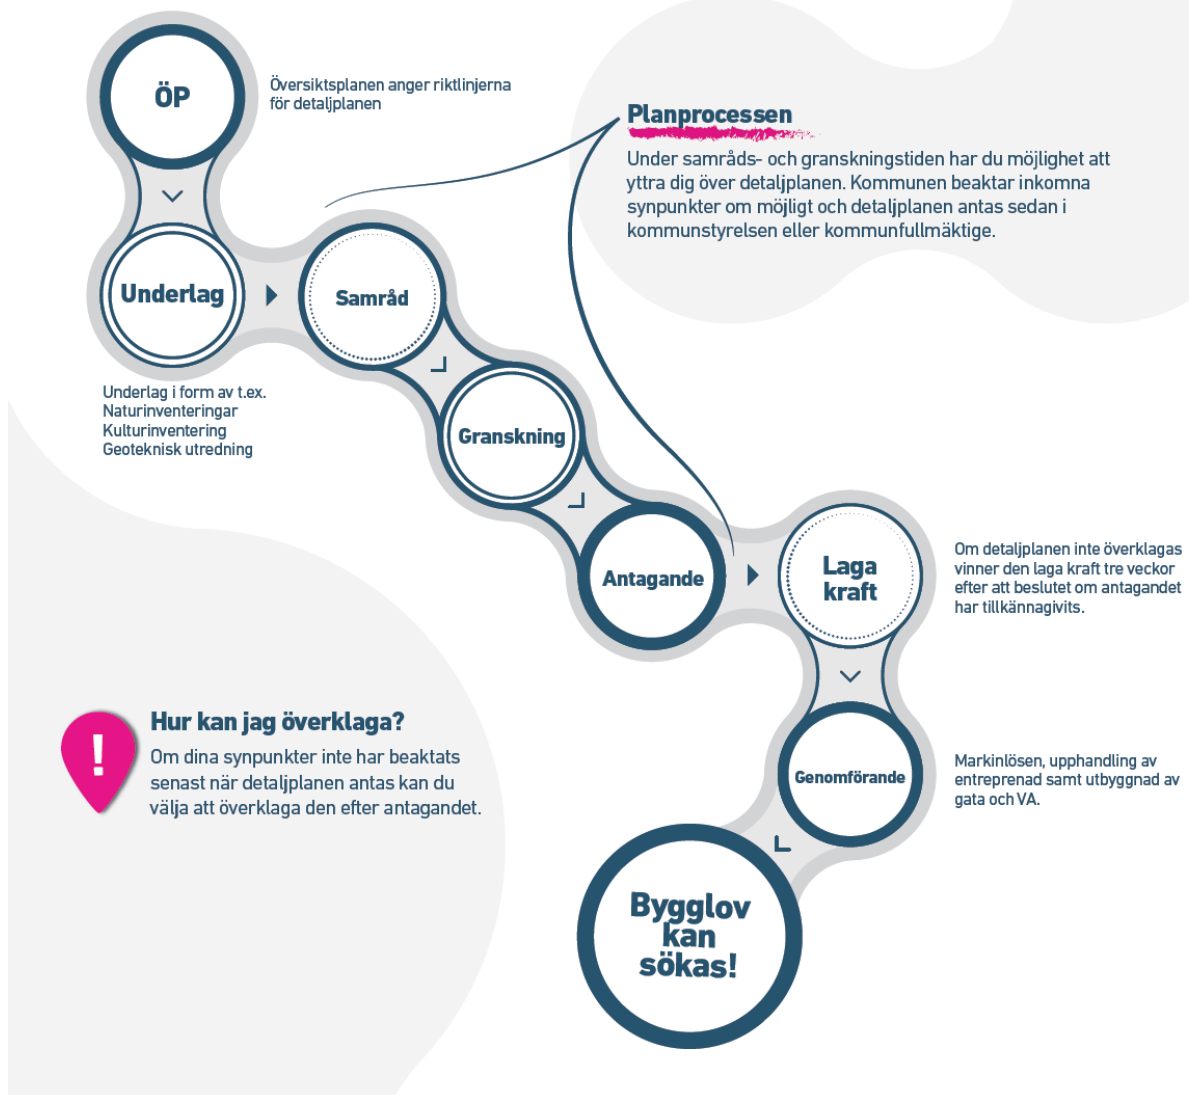 ÖP
Översiktsplanen anger riktlinjerna
för detaljplanen
Planprocessen
Under samråds- och granskningstiden har du möjlighet att
yttra dig över detaljplanen. Kommunen beaktar inkomna
synpunkter om möjligt och detaljplanen antas sedan i
kommunstyrelsen eller kommunfullmäktige.
Underlag
Samråd
Underlag i form av t.ex.
Naturinventeringar
Kulturinventering
Geoteknisk utredning
Granskning
Antagande
Laga
kraft
Om detaljplanen inte överklagas
vinner den laga kraft tre veckor
efter att beslutet om antagandet
har tillkännagivits.
!
Hur kan jag överklaga?
Om dina synpunkter inte har beaktats
senast när detaljplanen antas kan du
välja att överklaga den efter antagandet.
Genomförande
Markinlösen, upphandling av
entreprenad samt utbyggnad av
gata och VA.
Bygglov
kan
sökas!